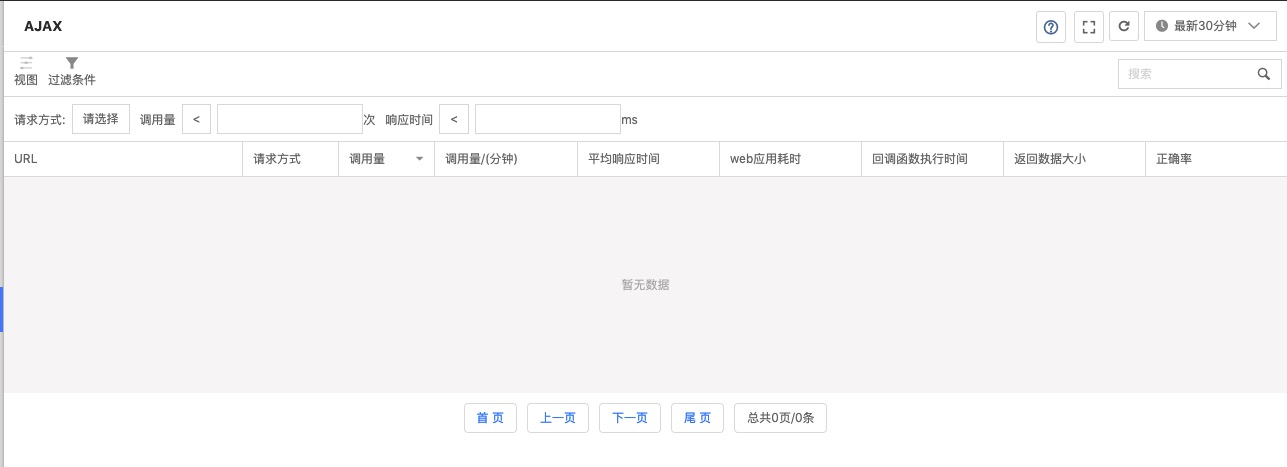 AJAX
最新30分钟
视图 过滤条件
搜索
请求方式: 请选择 调用量 < 次 响应时间 < ms
URL 请求方式 调用量 调用量/(分钟) 平均响应时间 web应用耗时 回调函数执行时间 返回数据大小 正确率
暂无数据
首 页 上一页 下一页 尾 页 总共0页/0条